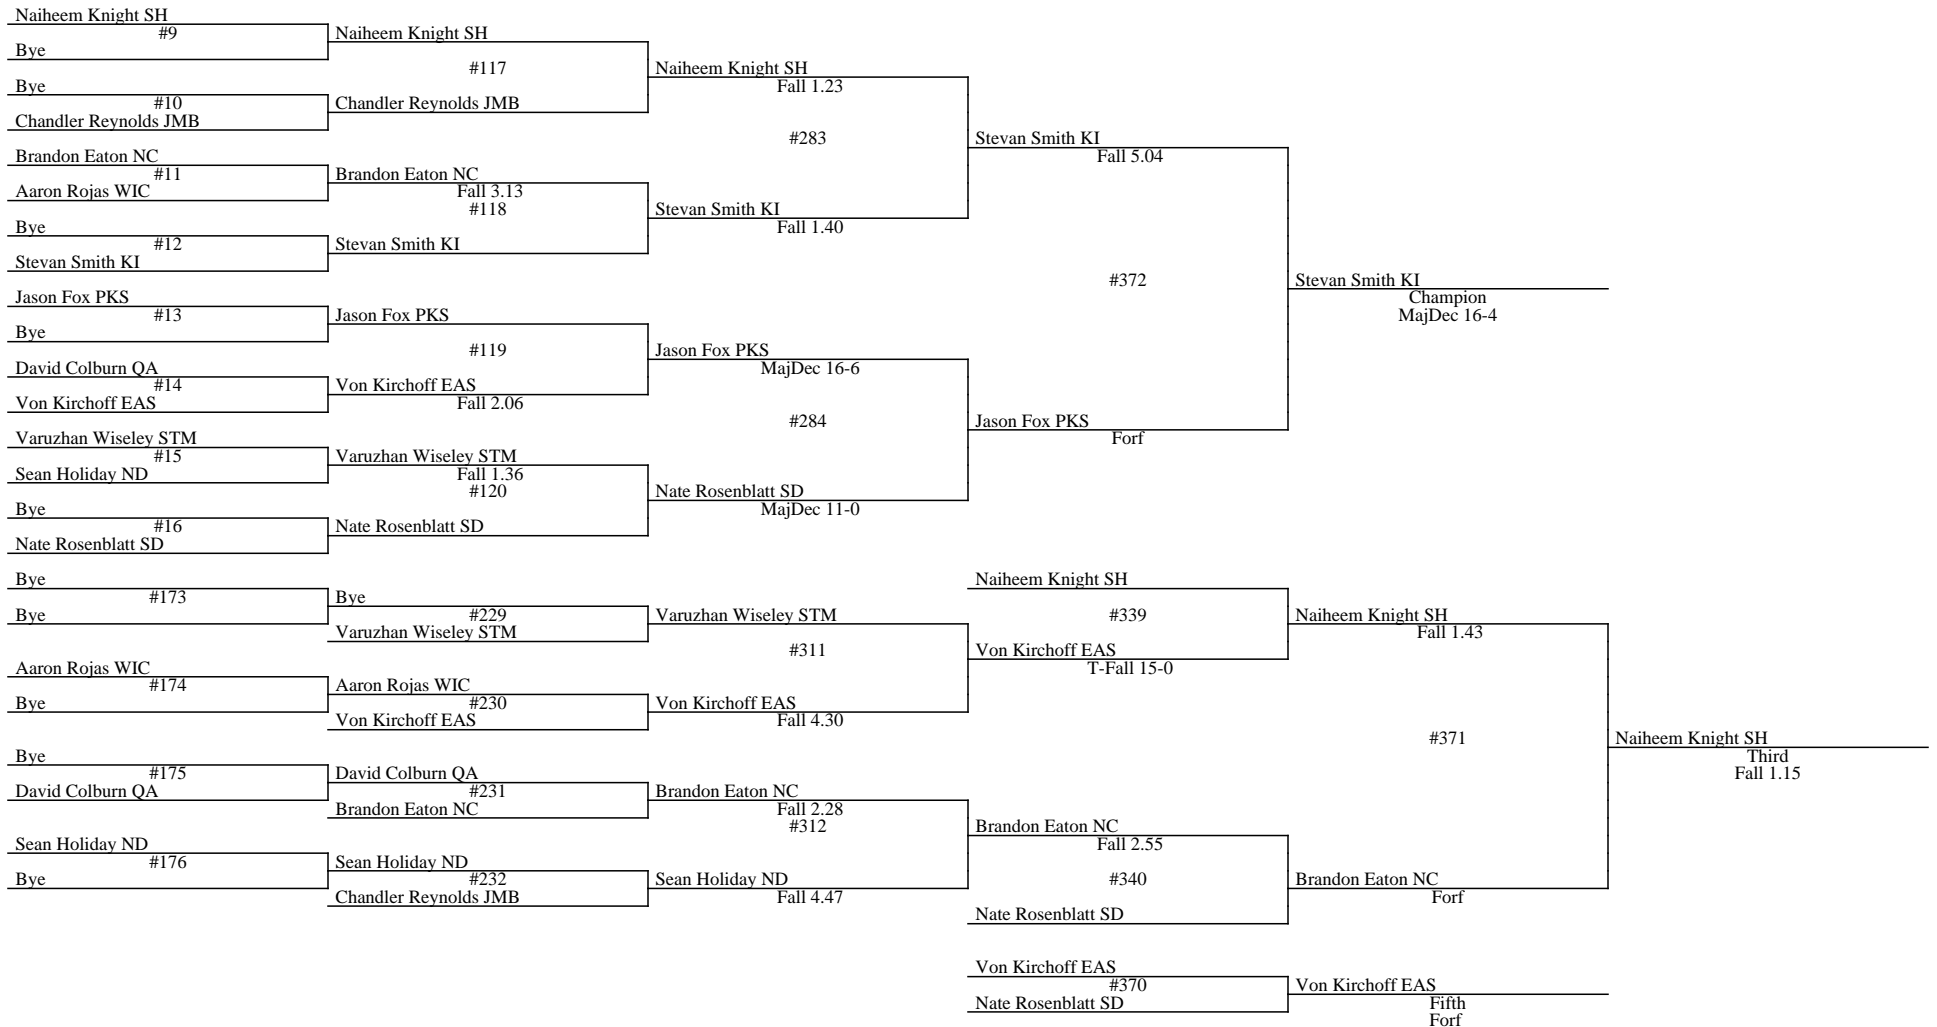 Naiheem Knight SH
#9
Bye
Bye
#10
Chandler Reynolds JMB
Brandon Eaton NC
#11
Aaron Rojas WIC
Bye
#12
Stevan Smith KI
Jason Fox PKS
#13
Bye
David Colburn QA
#14
Von Kirchoff EAS
Varuzhan Wiseley STM
#15
Sean Holiday ND
Bye
#16
Nate Rosenblatt SD
Naiheem Knight SH
#117
Chandler Reynolds JMB
Brandon Eaton NC
Fall 3.13
#118
Stevan Smith KI
Jason Fox PKS
#119
Von Kirchoff EAS
Fall 2.06
Varuzhan Wiseley STM
Fall 1.36
#120
Nate Rosenblatt SD
Naiheem Knight SH
Fall 1.23
#283
Stevan Smith KI
Fall 1.40
Jason Fox PKS
MajDec 16-6
#284
Nate Rosenblatt SD
MajDec 11-0
Stevan Smith KI
Fall 5.04
#372
Jason Fox PKS
Forf
Stevan Smith KI
Champion
MajDec 16-4
Bye
#173
Bye
Aaron Rojas WIC
#174
Bye
Bye
#175
David Colburn QA
Sean Holiday ND
#176
Bye
Bye
#229
Varuzhan Wiseley STM
Aaron Rojas WIC
#230
Von Kirchoff EAS
David Colburn QA
#231
Brandon Eaton NC
Sean Holiday ND
#232
Chandler Reynolds JMB
Varuzhan Wiseley STM
#311
Von Kirchoff EAS
Fall 4.30
Brandon Eaton NC
Fall 2.28
#312
Sean Holiday ND
Fall 4.47
Naiheem Knight SH
#339
Von Kirchoff EAS
T-Fall 15-0
Brandon Eaton NC
Fall 2.55
#340
Nate Rosenblatt SD
Naiheem Knight SH
Fall 1.43
#371
Brandon Eaton NC
Forf
Naiheem Knight SH
Third
Fall 1.15
Von Kirchoff EAS
#370
Nate Rosenblatt SD
Von Kirchoff EAS
Fifth
Forf